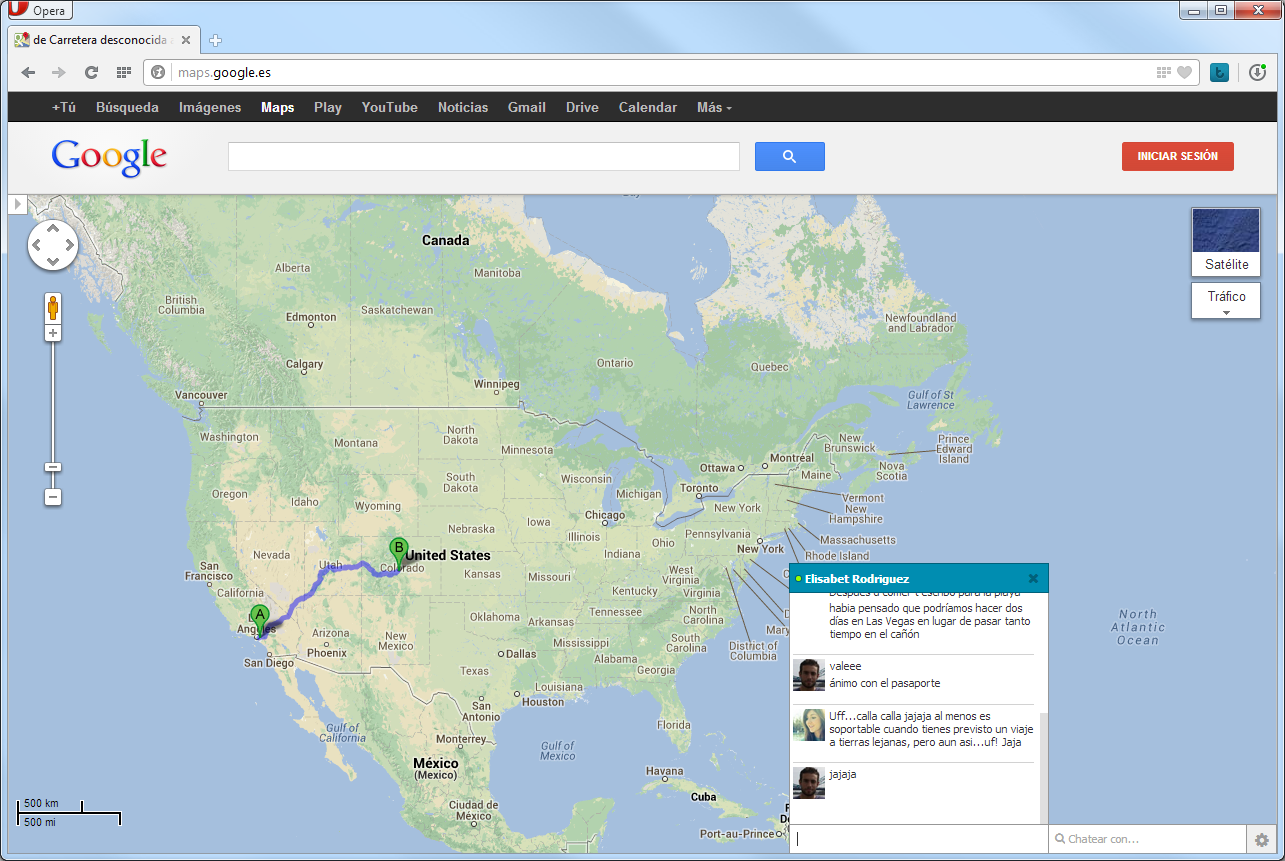 Opera
de Carretera desconocida
maps.google.es
+Tú Búsqueda Imágenes Maps Play YouTube Noticias Gmail Drive Calendar Más
Google
INICIAR SESIÓN
Satélite
Tráfico
Canada
Alberta
Manitoba
British
Columbia
Saskatchewan
Edmonton
Newfoundland
and Labrador
Calgary
Ontario
Quebec
Winnipeg
Vancouver
Gulf of St
Lawrence
Washington
Montana
North
Dakota
Minnesota
New
Brunswick
Prince
Edward
Island
Montréal
Ottawa
Maine
Nova
Scotia
South
Dakota
Wisconsin
Michigan
Toronto
Oregon
Idaho
Wyoming
Vermont
New
Hampshire
New York
Chicago
Iowa
Nebraska
Illinois
Indiana
Ohio
Pennsylvania
Massachusetts
New York
Rhode Island
Nevada
Utah
B
United States
Colorado
San
Francisco
California
Kansas
Missouri
West
Virginia
Kentucky
Virginia
A
Angeles
Arizona
Phoenix
New
Mexico
Oklahoma
Arkansas
Tennessee
North
Carolina
Mississippi
South
Carolina
District of
Columbia
San Diego
Dallas
Alabama
Georgia
Texas
Louisiana
Houston
San
Antonio
Florida
Gulf of
California
Monterrey
Gulf of
Mexico
México
(Mexico)
Havana
Cuba
Ciudad de
México
Port-au-Prince
North
Atlantic
Ocean
500 km
500 mi
Elisabet Rodriguez
Después d comer t escribo para la playa
habia pensado que podríamos hacer dos
días en Las Vegas en lugar de pasar tanto
tiempo en el cañón
valeee
ánimo con el pasaporte
Uff...calla calla jajaja al menos es
soportable cuando tienes previsto un viaje
a tierras lejanas, pero aun asi...uf! Jaja
jajaja
Chatear con...